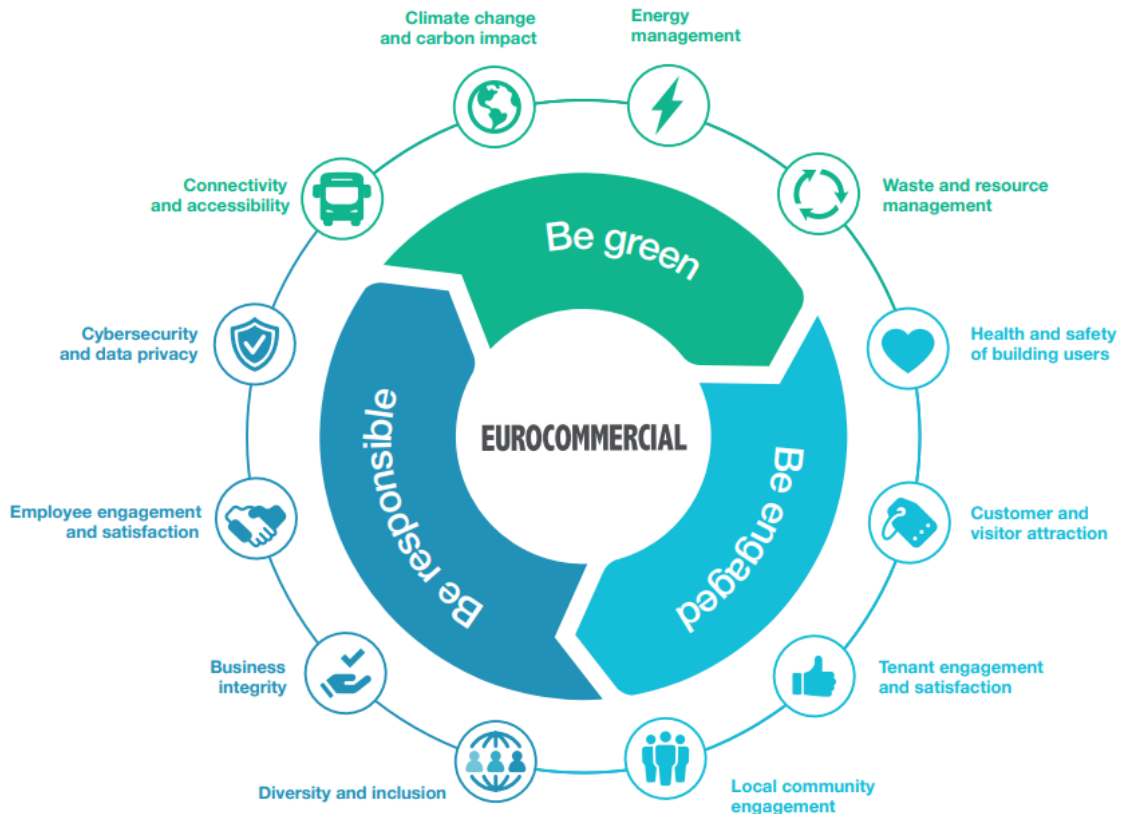 Climate change
and carbon impact
Energy
management
Connectivity
and accessibility
Waste and resource
management
Be green
Cybersecurity
and data privacy
Health and safety
of building users
Be responsible
EUROCOMMERCIAL
Be engaged
Employee engagement
and satisfaction
Customer and
visitor attraction
Business
integrity
Tenant engagement
and satisfaction
Diversity and inclusion
Local community
engagement